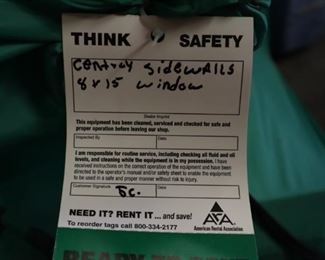 THINK SAFETY
Century Sidewalls
8 x 15 window
Dealer Imprint
This equipment has been cleaned, serviced and checked for safe and
proper operation before leaving our shop.
Inspected By Date
I am responsible for routine service, including checking all fluid and oil
levels, and cleaning while the equipment is in my possession. I have
received instructions on the correct operation of the equipment and been
directed to the operator's manual and/or safety sheet to enable the equipment
to be used in a safe and proper manner without risk to injury.
Customer Signature Date
NEED IT? RENT IT... and save!
To reorder tags call 800-334-2177
ARA
American Rental Association